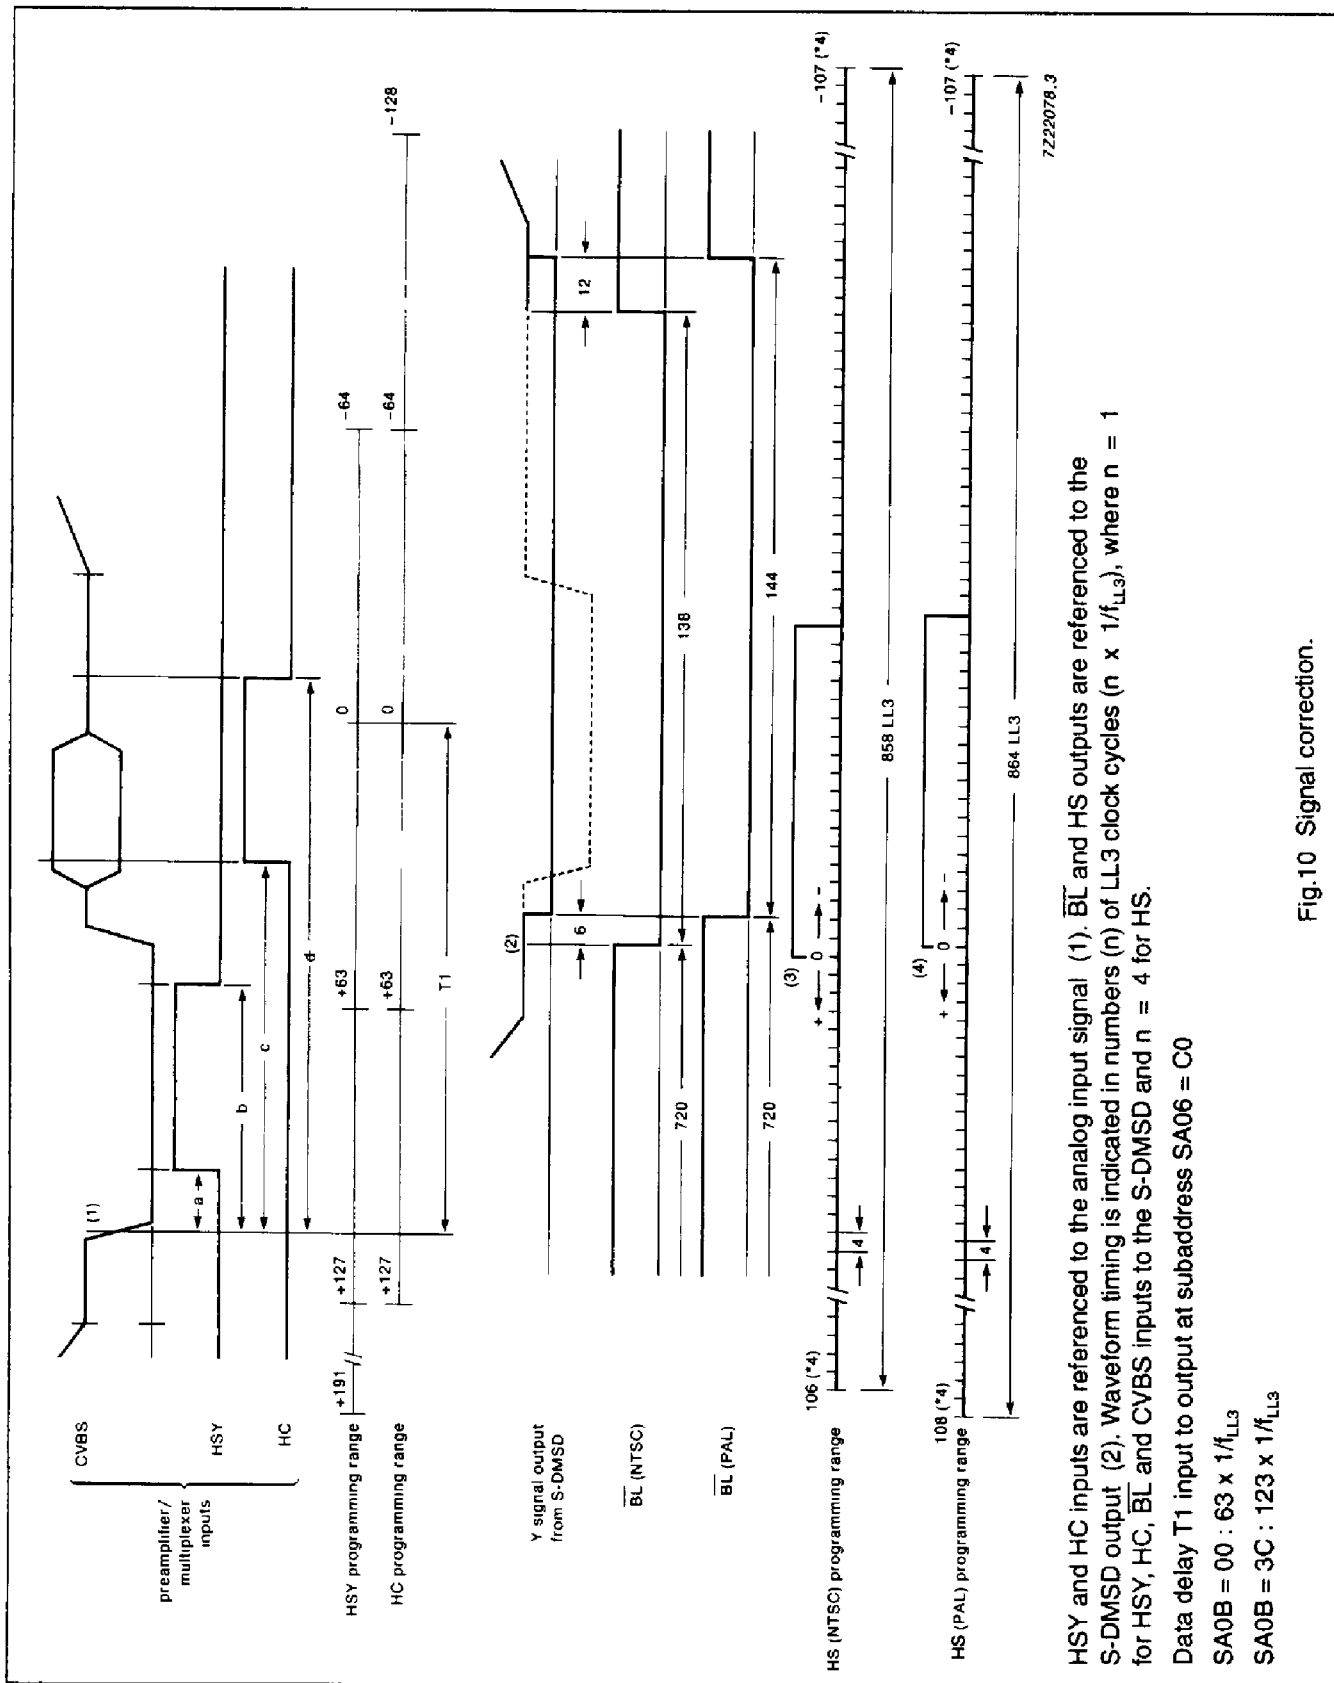 CVBS
(1)
preamplifier/
multiplexer
inputs
HSY
a
b
c
d
HC
HSY programming range
+191
+127
+63
0
-64
HC programming range
+127
+63
0
-64
-128
T1
Y signal output
from S-DMSD
(2)
6
12
BL (NTSC)
720
138
BL (PAL)
720
144
HS (NTSC) programming range
106 (*4)
4
(3)
+ 0 -
-107 (*4)
858 LL3
HS (PAL) programming range
108 (*4)
4
(4)
+ 0 -
-107 (*4)
864 LL3
7Z22078.3
HSY and HC inputs are referenced to the analog input signal (1). BL and HS outputs are referenced to the
S-DMSD output (2). Waveform timing is indicated in numbers (n) of LL3 clock cycles (n x 1/fLL3), where n = 1
for HSY, HC, BL and CVBS inputs to the S-DMSD and n = 4 for HS.
Data delay T1 input to output at subaddress SA06 = C0
SA0B = 00 : 63 x 1/fLL3
SA0B = 3C : 123 x 1/fLL3
Fig.10 Signal correction.